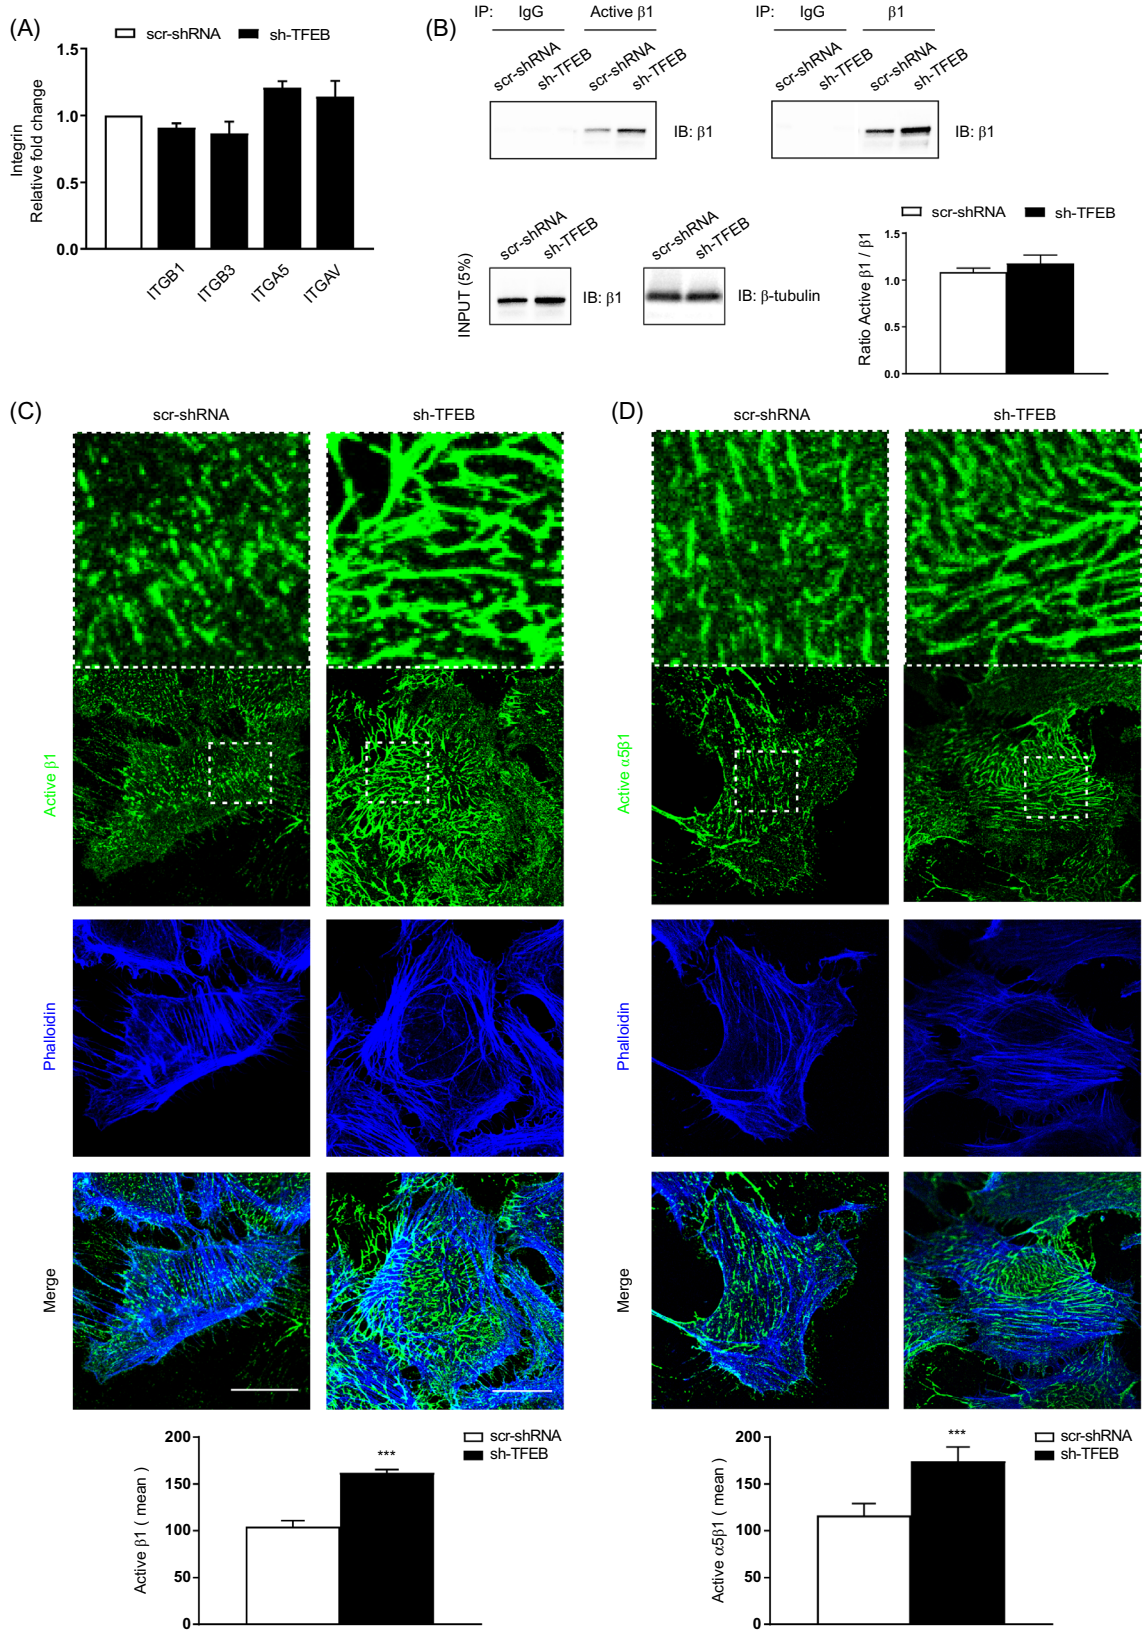 (A)
scr-shRNA
sh-TFEB
Integrin
Relative fold change
1.5
1.0
0.5
0.0
ITGB1
ITGB3
ITGA5
ITGAV
(B)
IP: IgG Active β1
scr-shRNA
sh-TFEB
scr-shRNA
sh-TFEB
IB: β1
IP: IgG β1
scr-shRNA
sh-TFEB
scr-shRNA
sh-TFEB
IB: β1
INPUT (5%)
scr-shRNA
sh-TFEB
IB: β1
scr-shRNA
sh-TFEB
IB: β-tubulin
scr-shRNA
sh-TFEB
Ratio Active β1 / β1
1.5
1.0
0.5
0.0
(C)
scr-shRNA
sh-TFEB
Active β1
Phalloidin
Merge
Active β1 ( mean )
200
150
100
50
0
***
scr-shRNA
sh-TFEB
(D)
scr-shRNA
sh-TFEB
Active α5β1
Phalloidin
Merge
Active α5β1 ( mean )
200
150
100
50
0
***
scr-shRNA
sh-TFEB